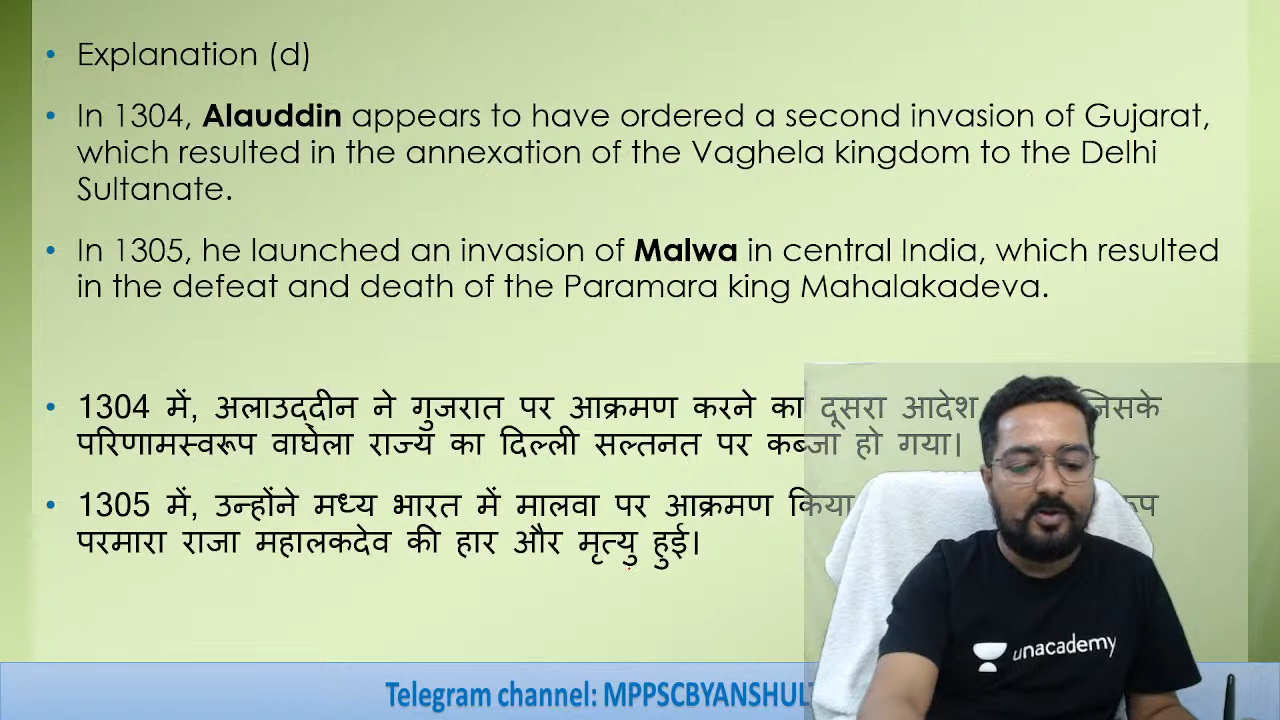 Explanation (d)
In 1304, Alauddin appears to have ordered a second invasion of Gujarat,
which resulted in the annexation of the Vaghela kingdom to the Delhi
Sultanate.
In 1305, he launched an invasion of Malwa in central India, which resulted
in the defeat and death of the Paramara king Mahalakadeva.
1304 में, अलाउद्दीन ने गुजरात पर आक्रमण करने का दूसरा आदेश जिसके
परिणामस्वरूप वाघेला राज्य का दिल्ली सल्तनत पर कब्जा हो गया।
1305 में, उन्होंने मध्य भारत में मालवा पर आक्रमण किया
परमारा राजा महालकदेव की हार और मृत्यु हुई।
unacademy
Telegram channel: MPPSCBYANSHUL